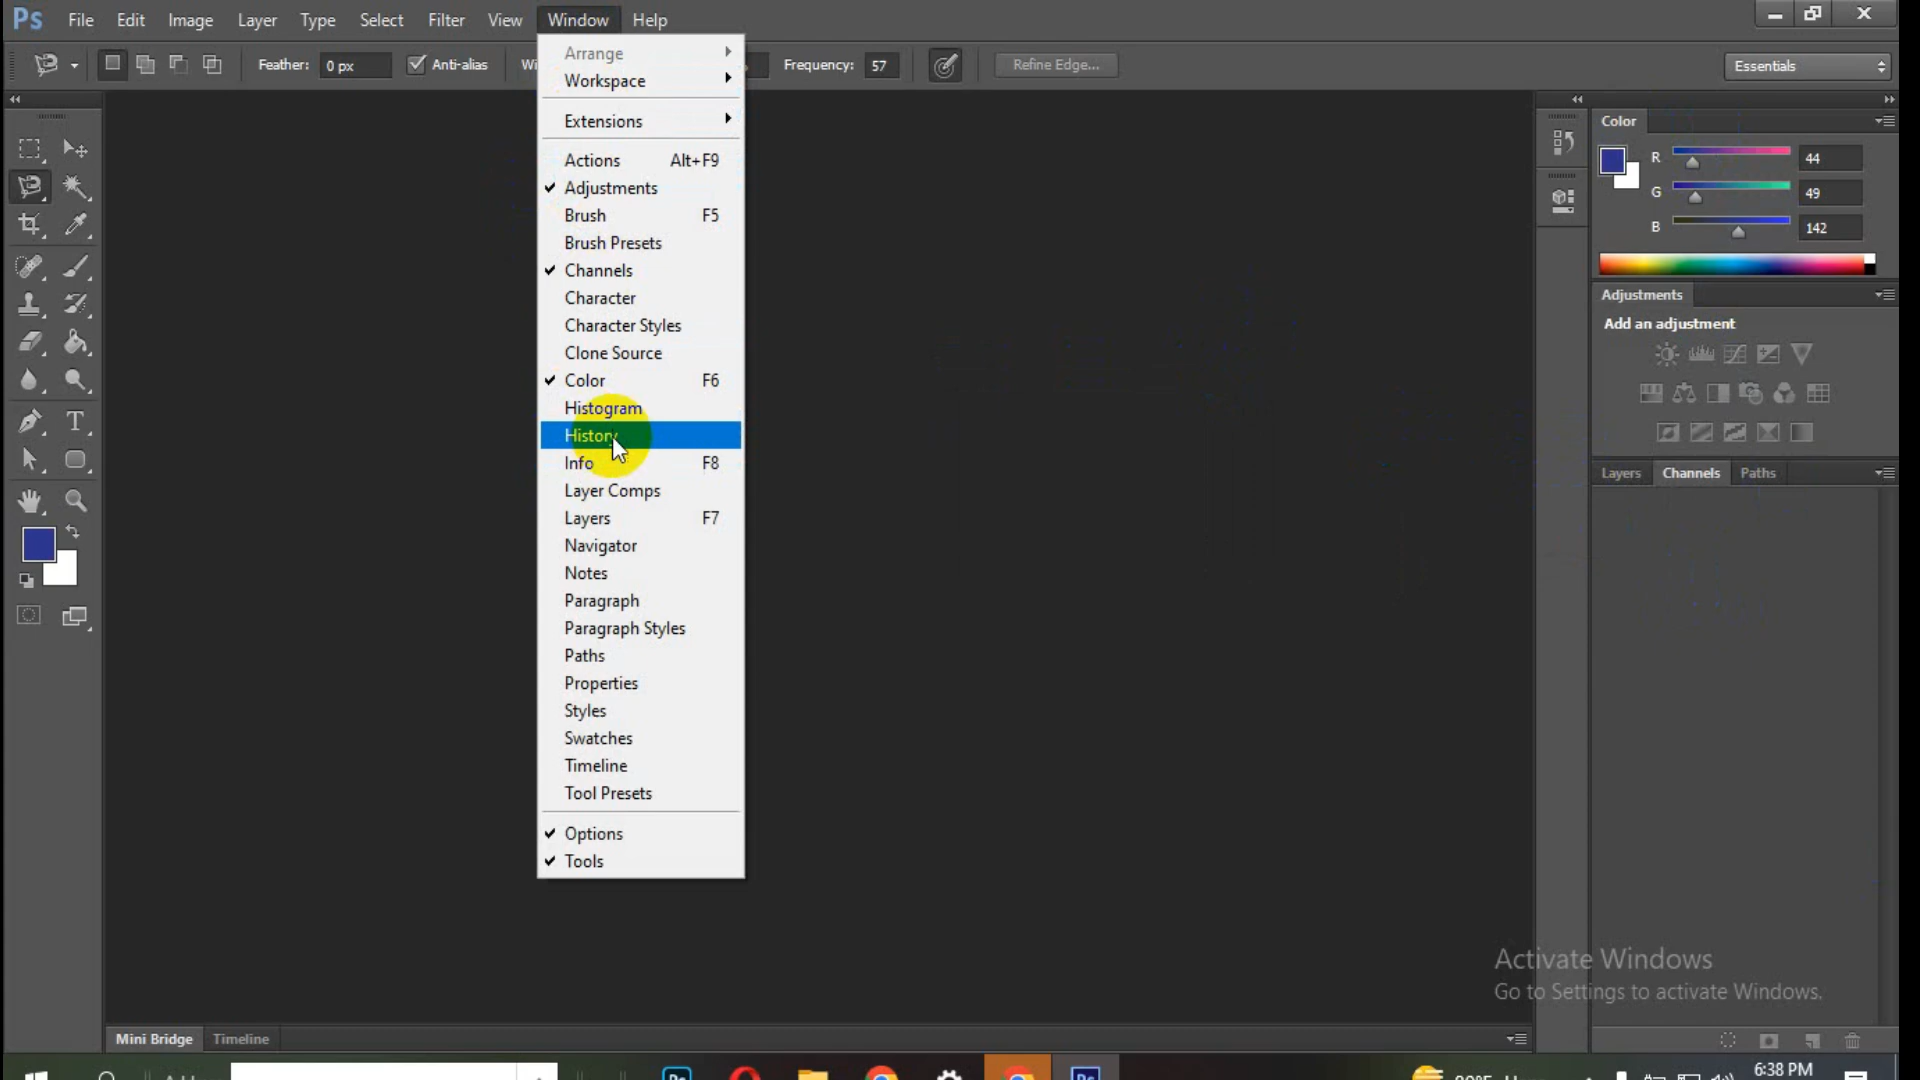 Ps File Edit Image Layer Type Select Filter View Window Help
Feather: 0 px Anti-alias Frequency: 57 Refine Edge... Essentials
Arrange
Workspace
Extensions
Actions Alt+F9
Adjustments
Brush F5
Brush Presets
Channels
Character
Character Styles
Clone Source
Color F6
Histogram
History
Info F8
Layer Comps
Layers F7
Navigator
Notes
Paragraph
Paragraph Styles
Paths
Properties
Styles
Swatches
Timeline
Tool Presets
Options
Tools
Color
R 44
G 49
B 142
Adjustments
Add an adjustment
Layers Channels Paths
Activate Windows
Go to Settings to activate Windows.
Mini Bridge Timeline
6:38 PM